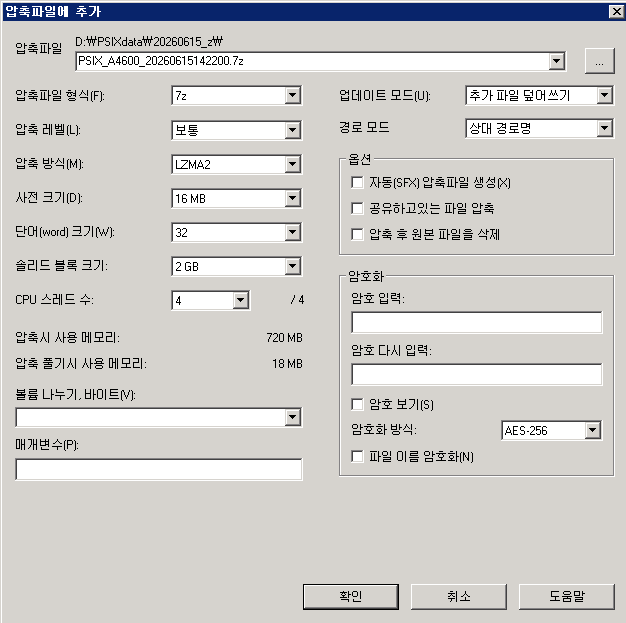 압축파일에 추가
압축파일
D:₩PSIXdata₩20260615_z₩
PSIX_A4600_20260615142200.7z
...
압축파일 형식(F):
7z
압축 레벨(L):
보통
압축 방식(M):
LZMA2
사전 크기(D):
16 MB
단어(word) 크기(W):
32
솔리드 블록 크기:
2 GB
CPU 스레드 수:
4
/ 4
압축시 사용 메모리:
720 MB
압축 풀기시 사용 메모리:
18 MB
볼륨 나누기, 바이트(V):
매개변수(P):
업데이트 모드(U):
추가 파일 덮어쓰기
경로 모드
상대 경로명
옵션
자동(SFX) 압축파일 생성(X)
공유하고있는 파일 압축
압축 후 원본 파일을 삭제
암호화
암호 입력:
암호 다시 입력:
암호 보기(S)
암호화 방식:
AES-256
파일 이름 암호화(N)
확인
취소
도움말